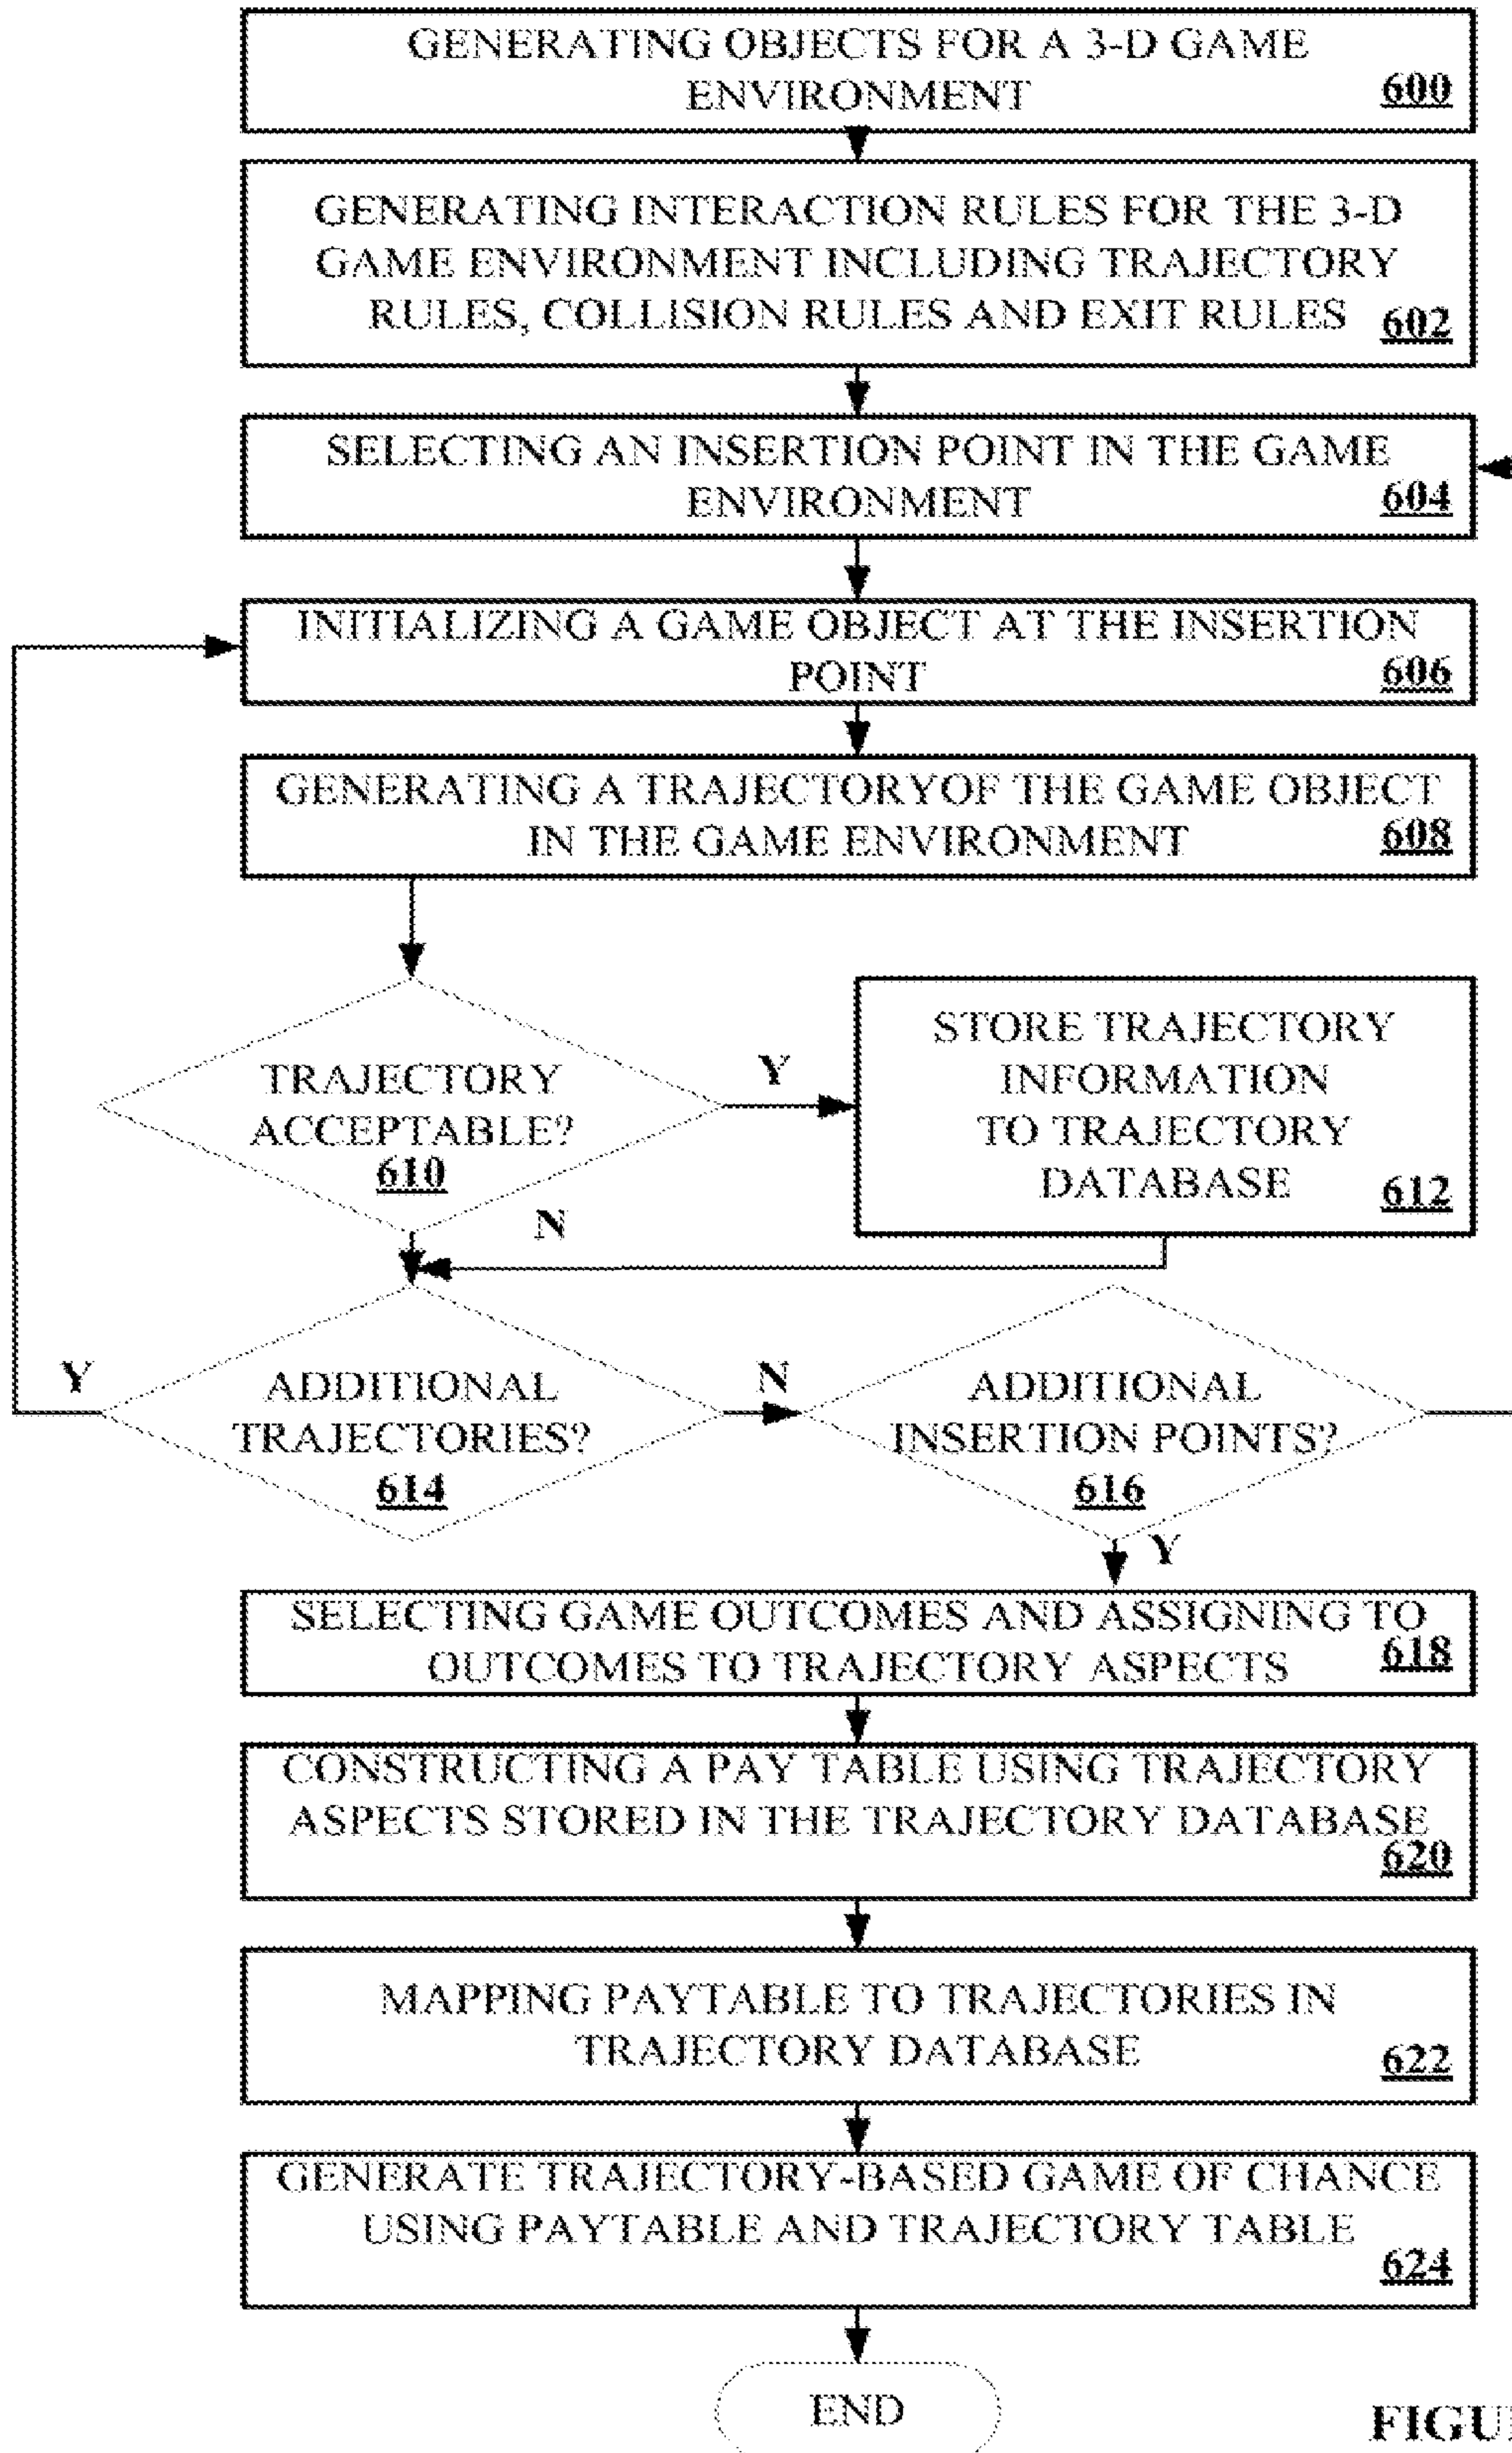 GENERATING OBJECTS FOR A 3-D GAME
ENVIRONMENT
600
GENERATING INTERACTION RULES FOR THE 3-D
GAME ENVIRONMENT INCLUDING TRAJECTORY
RULES, COLLISION RULES AND EXIT RULES
602
SELECTING AN INSERTION POINT IN THE GAME
ENVIRONMENT
604
INITIALIZING A GAME OBJECT AT THE INSERTION
POINT
606
GENERATING A TRAJECTORYOF THE GAME OBJECT
IN THE GAME ENVIRONMENT
608
TRAJECTORY
ACCEPTABLE?
610
Y
N
STORE TRAJECTORY
INFORMATION
TO TRAJECTORY
DATABASE
612
Y
ADDITIONAL
TRAJECTORIES?
614
N
ADDITIONAL
INSERTION POINTS?
616
Y
SELECTING GAME OUTCOMES AND ASSIGNING TO
OUTCOMES TO TRAJECTORY ASPECTS
618
CONSTRUCTING A PAY TABLE USING TRAJECTORY
ASPECTS STORED IN THE TRAJECTORY DATABASE
620
MAPPING PAYTABLE TO TRAJECTORIES IN
TRAJECTORY DATABASE
622
GENERATE TRAJECTORY-BASED GAME OF CHANCE
USING PAYTABLE AND TRAJECTORY TABLE
624
END